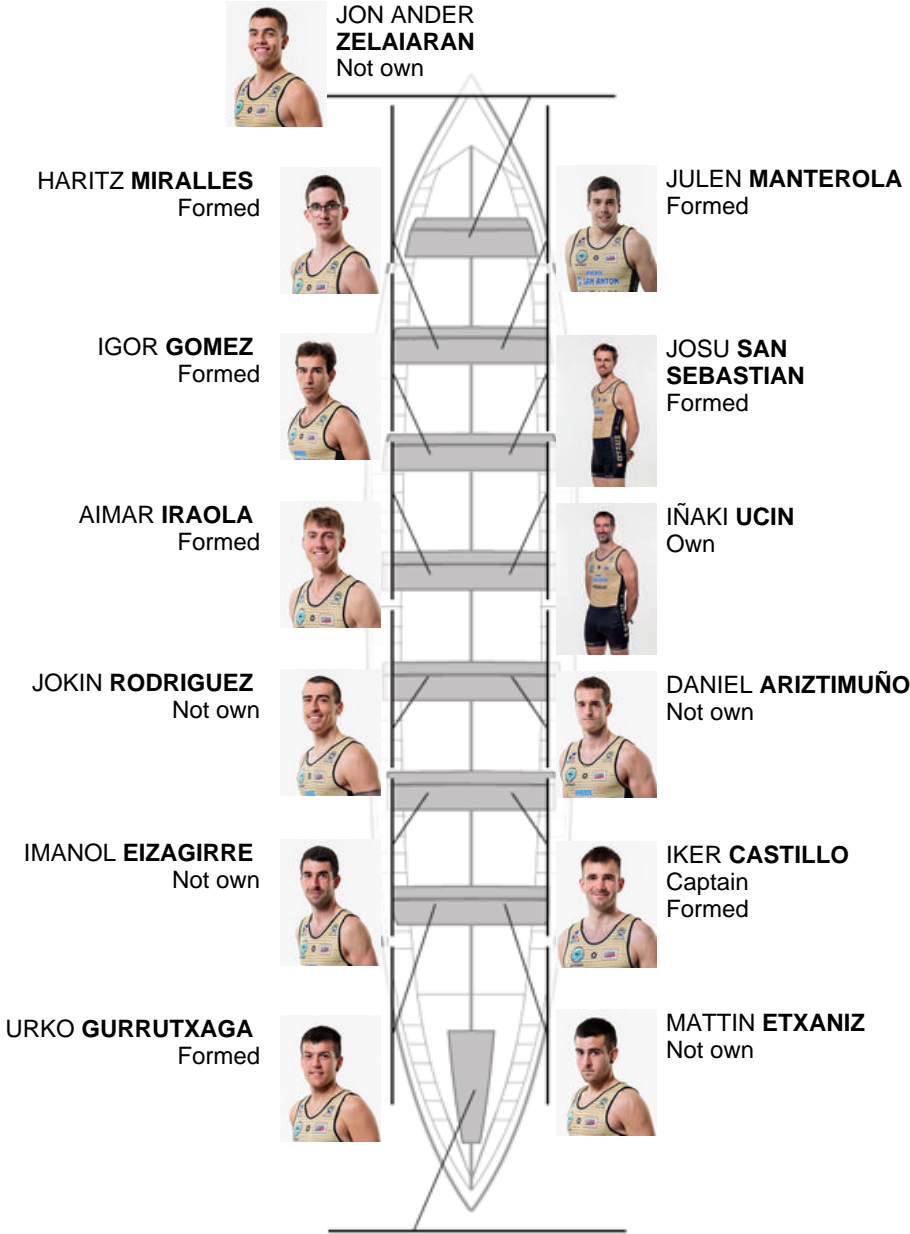 JON ANDER
ZELAIARAN
Not own
HARITZ MIRALLES
Formed
JULEN MANTEROLA
Formed
IGOR GOMEZ
Formed
JOSU SAN
SEBASTIAN
Formed
AIMAR IRAOLA
Formed
IÑAKI UCIN
Own
JOKIN RODRIGUEZ
Not own
DANIEL ARIZTIMUÑO
Not own
IMANOL EIZAGIRRE
Not own
IKER CASTILLO
Captain
Formed
URKO GURRUTXAGA
Formed
MATTIN ETXANIZ
Not own